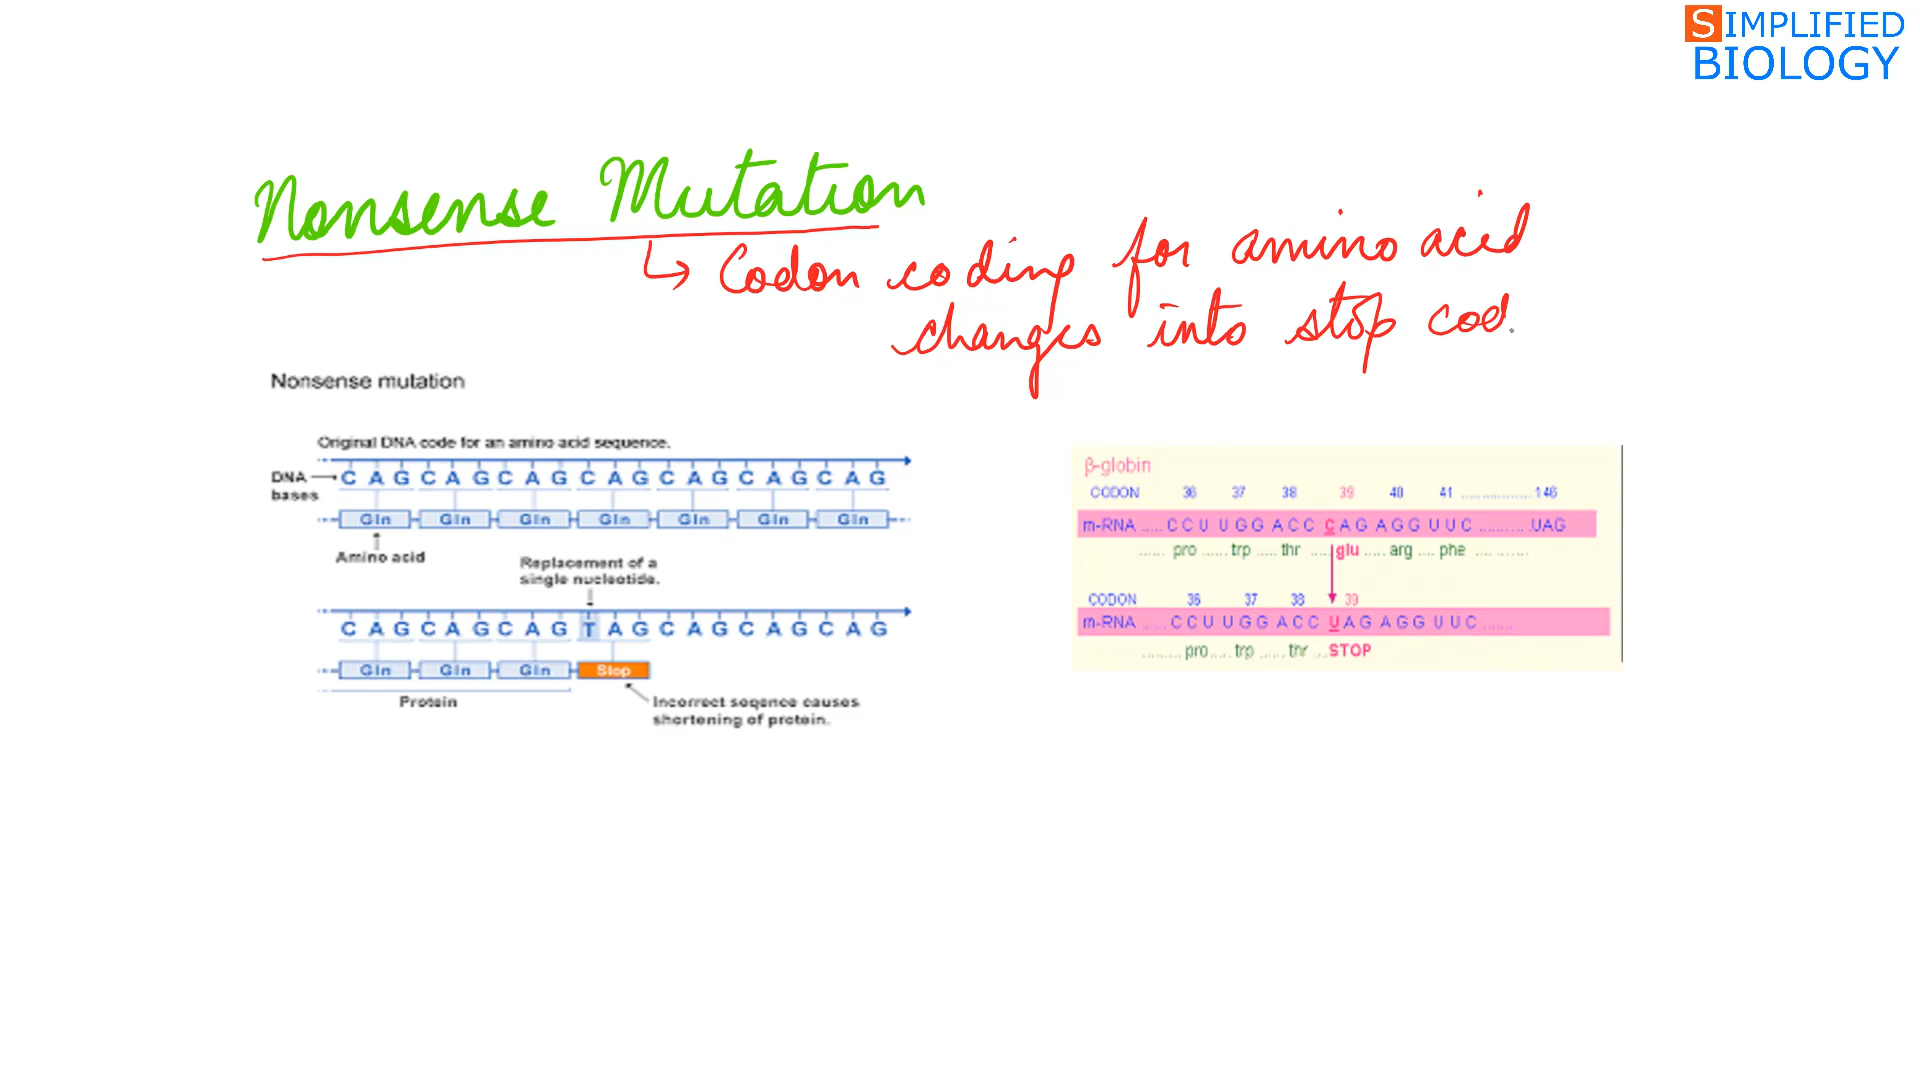 SIMPLIFIED
BIOLOGY
Nonsense Mutation
Codon coding for amino acid
changes into stop cod
Nonsense mutation
Original DNA code for an amino acid sequence.
DNA bases
C A G C A G C A G C A G C A G C A G C A G
Gln Gln Gln Gln Gln Gln Gln
Amino acid
Replacement of a
single nucleotide.
C A G C A G C A G T A G C A G C A G C A G
Gln Gln Gln Stop
Protein
Incorrect seqence causes
shortening of protein.
β-globin
CODON 36 37 38 39 40 41 ................. 146
m-RNA ..... C C U U G G A C C C A G A G G U U C .......... UAG
...... pro ...... trp ..... thr .... glu ..... arg .... phe .... ........
CODON 36 37 38 39
m-RNA ..... C C U U G G A C C U A G A G G U U C ......
......... pro ..... trp ...... thr ... STOP